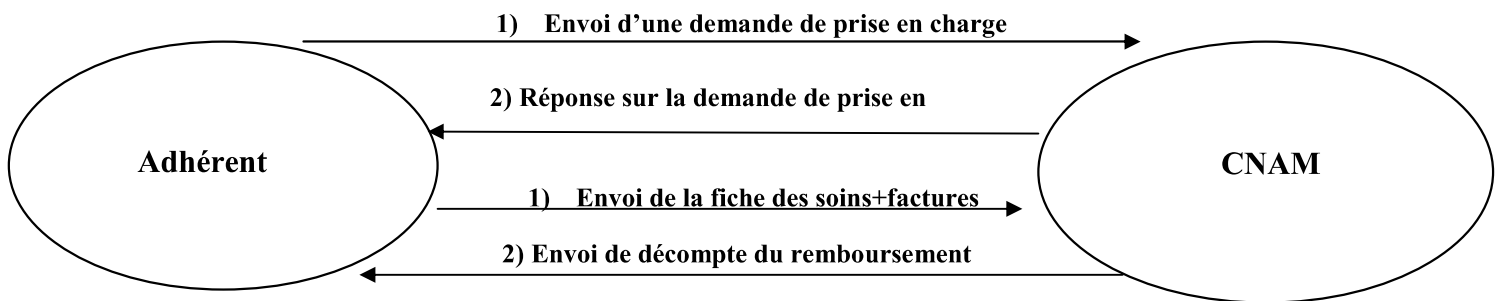 1) Envoi d'une demande de prise en charge
2) Réponse sur la demande de prise en
Adhérent
CNAM
1) Envoi de la fiche des soins+factures
2) Envoi de décompte du remboursement